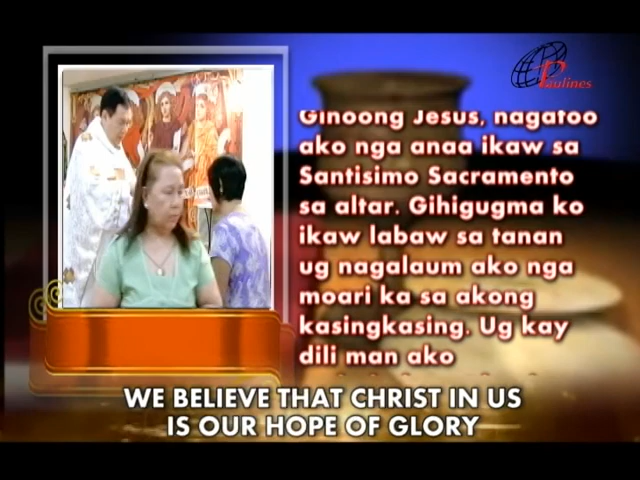 Paulines
Ginoong Jesus, nagatoo
ako nga anaa ikaw sa
Santisimo Sacramento
sa altar. Gihigugma ko
ikaw labaw sa tanan
ug nagalaum ako nga
moari ka sa akong
kasingkasing. Ug kay
dili man ako
WE BELIEVE THAT CHRIST IN US
IS OUR HOPE OF GLORY